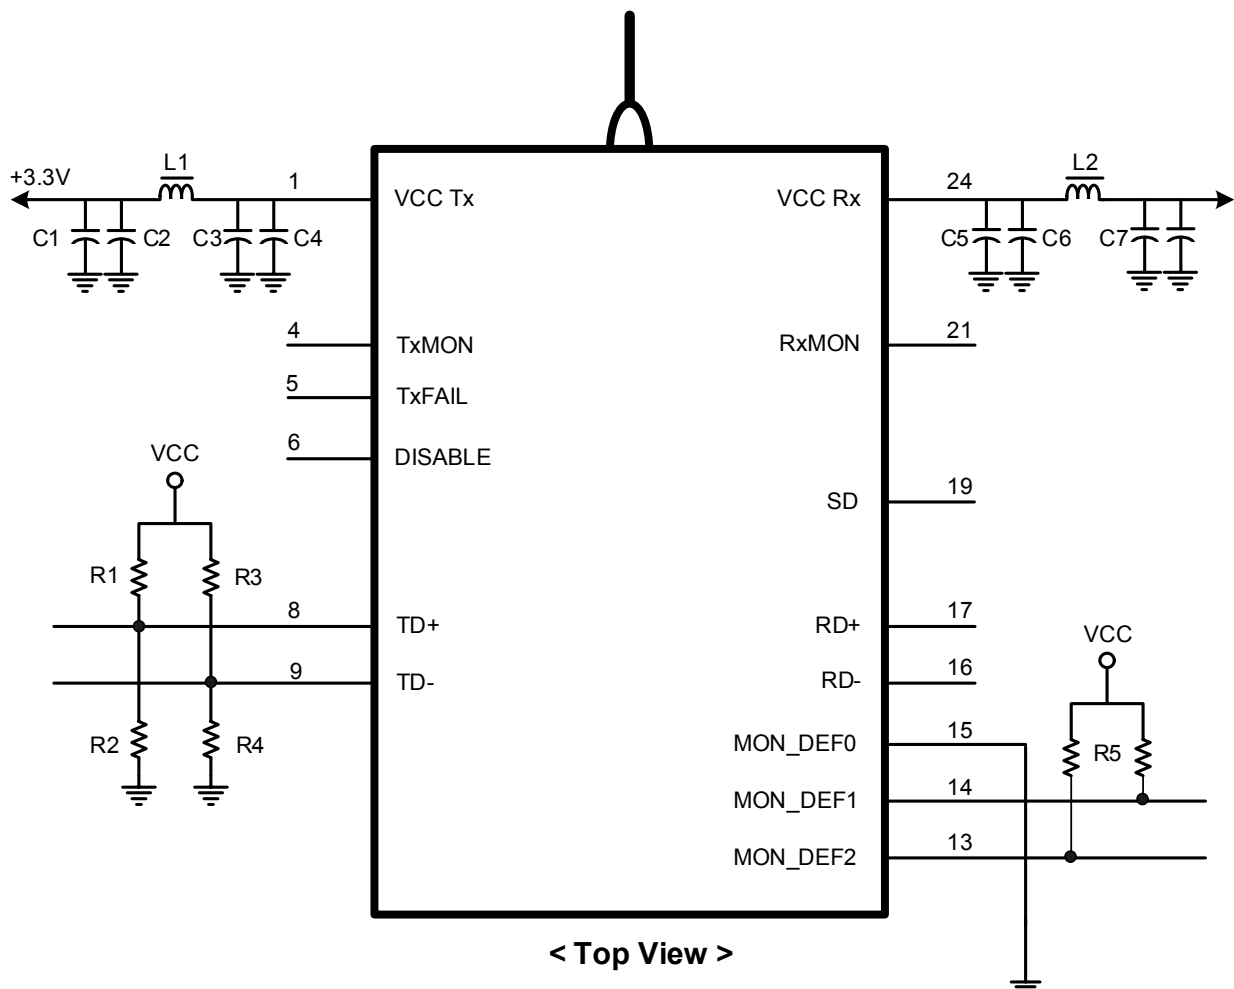 L1
L2
+3.3V
1
VCC Tx
VCC Rx
24
C1
C2
C3
C4
C5
C6
C7
4
TxMON
RxMON
21
5
TxFAIL
6
DISABLE
VCC
SD
19
R1
R3
8
TD+
RD+
17
VCC
9
TD-
RD-
16
R2
R4
MON_DEF0
15
R5
MON_DEF1
14
MON_DEF2
13
< Top View >